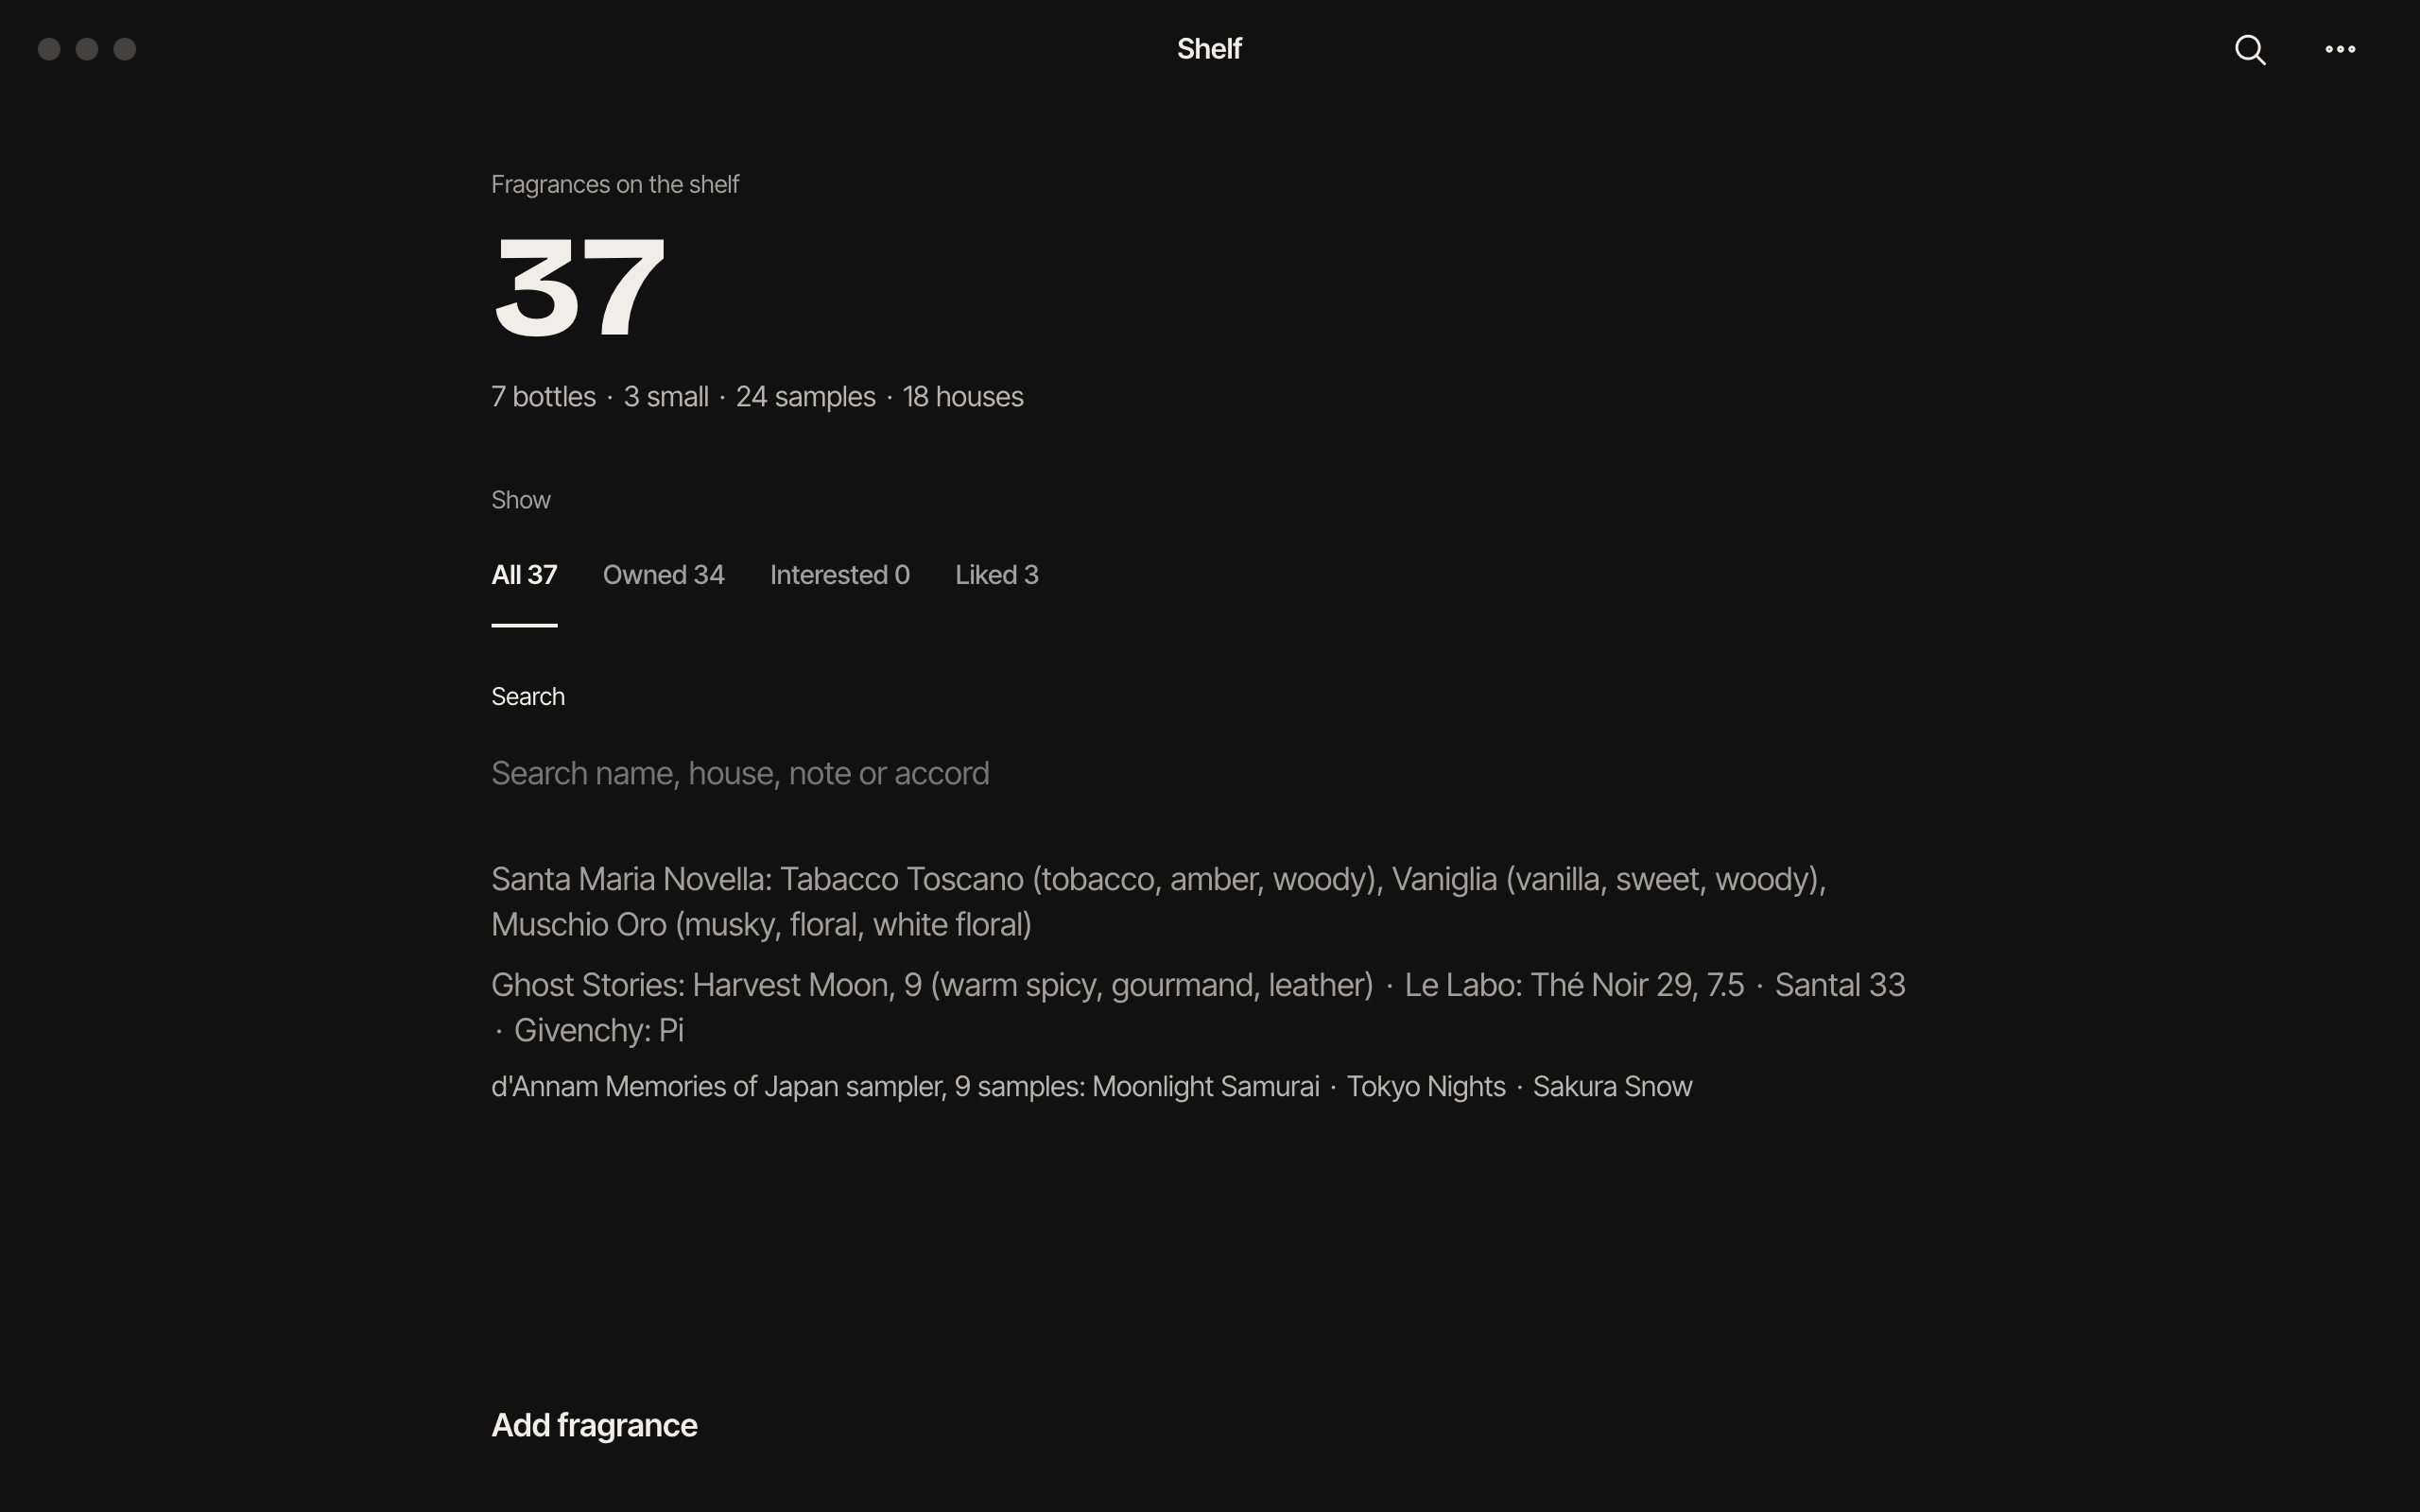 Shelf
Fragrances on the shelf
37
7 bottles · 3 small · 24 samples · 18 houses
Show
All 37 Owned 34 Interested 0 Liked 3
Search
Search name, house, note or accord
Santa Maria Novella: Tabacco Toscano (tobacco, amber, woody), Vaniglia (vanilla, sweet, woody),
Muschio Oro (musky, floral, white floral)
Ghost Stories: Harvest Moon, 9 (warm spicy, gourmand, leather) · Le Labo: Thé Noir 29, 7.5 · Santal 33
· Givenchy: Pi
d'Annam Memories of Japan sampler, 9 samples: Moonlight Samurai · Tokyo Nights · Sakura Snow
Add fragrance